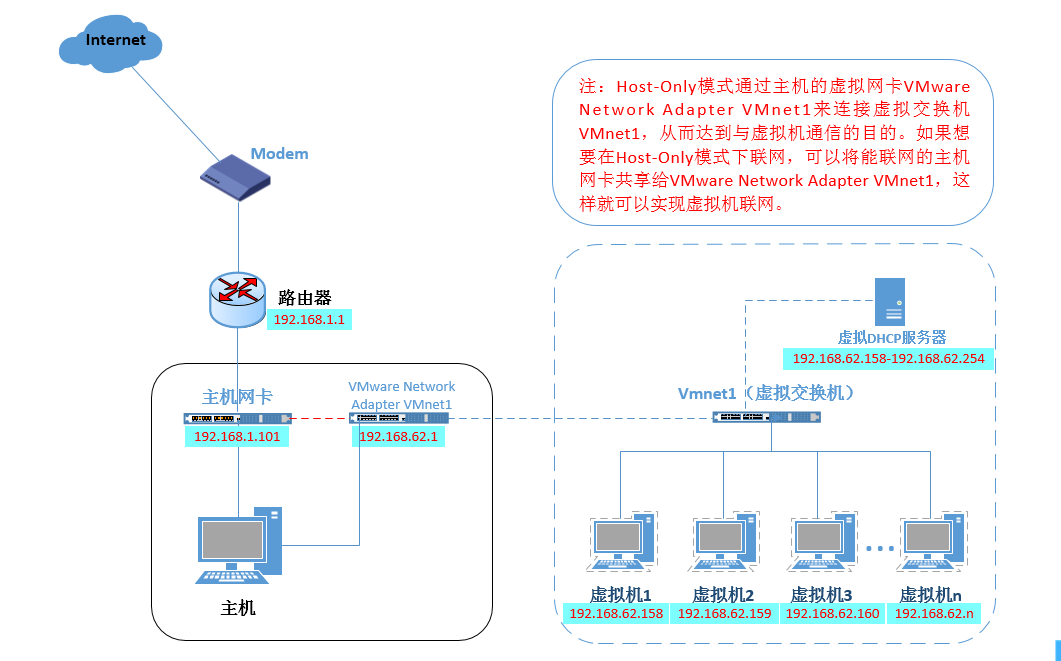 Internet
注：Host-Only模式通过主机的虚拟网卡VMware
Network Adapter VMnet1来连接虚拟交换机
VMnet1，从而达到与虚拟机通信的目的。如果想
要在Host-Only模式下联网，可以将能联网的主机
网卡共享给VMware Network Adapter VMnet1，这
样就可以实现虚拟机联网。
Modem
路由器
192.168.1.1
虚拟DHCP服务器
192.168.62.158-192.168.62.254
主机网卡
192.168.1.101
VMware Network
Adapter VMnet1
192.168.62.1
Vmnet1（虚拟交换机）
主机
虚拟机1
192.168.62.158
虚拟机2
192.168.62.159
虚拟机3
192.168.62.160
虚拟机n
192.168.62.n